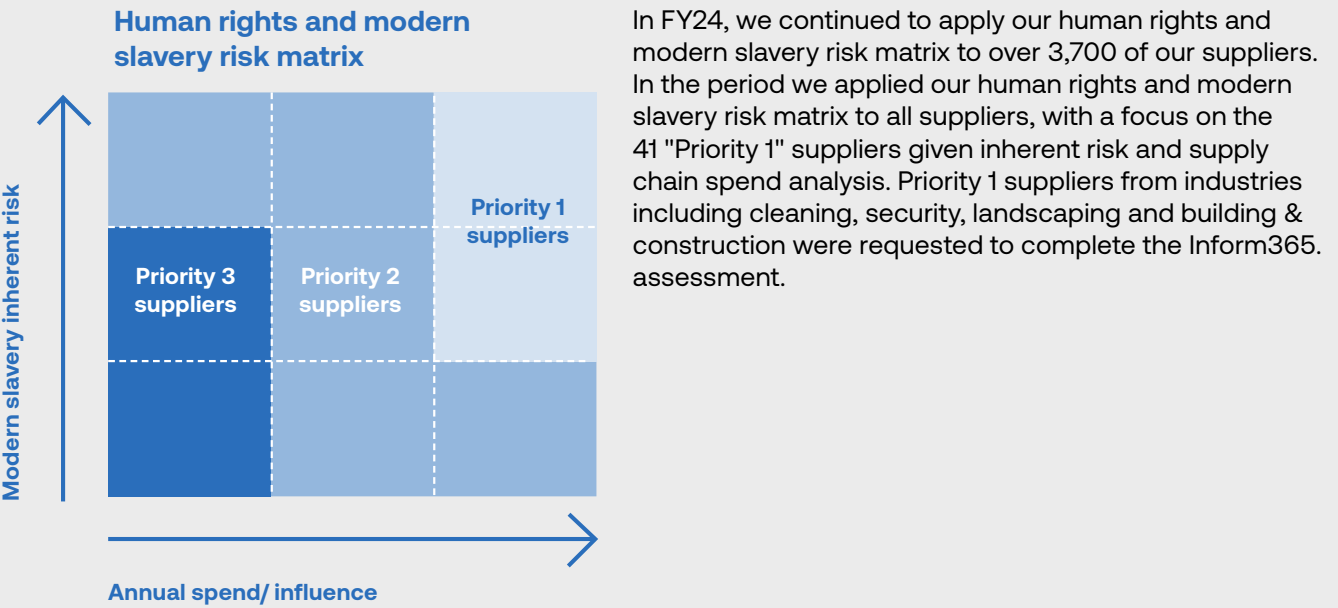 Human rights and modern
slavery risk matrix
Modern slavery inherent risk
Priority 1
suppliers
Priority 3
suppliers
Priority 2
suppliers
Annual spend/ influence
In FY24, we continued to apply our human rights and
modern slavery risk matrix to over 3,700 of our suppliers.
In the period we applied our human rights and modern
slavery risk matrix to all suppliers, with a focus on the
41 "Priority 1" suppliers given inherent risk and supply
chain spend analysis. Priority 1 suppliers from industries
including cleaning, security, landscaping and building &
construction were requested to complete the Inform365.
assessment.